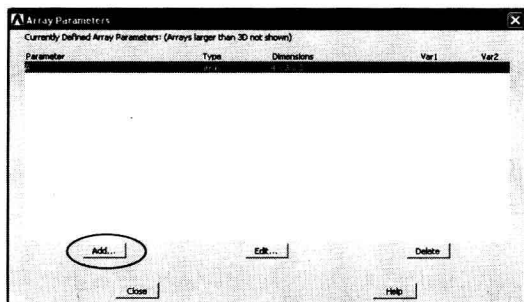 Array Parameters
Currently Defined Array Parameters: (Arrays larger than 3D not shown)
Parameter Type Dimensions Var1 Var2
Add... Edit... Delete
Close Help